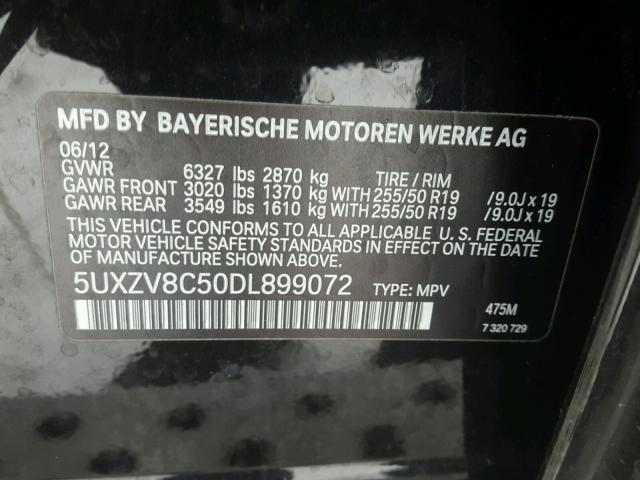 MFD BY BAYERISCHE MOTOREN WERKE AG
06/12
GVWR 6327 lbs 2870 kg TIRE / RIM
GAWR FRONT 3020 lbs 1370 kg WITH 255/50 R19 /9.0J x 19
GAWR REAR 3549 lbs 1610 kg WITH 255/50 R19 /9.0J x 19
THIS VEHICLE CONFORMS TO ALL APPLICABLE U. S. FEDERAL
MOTOR VEHICLE SAFETY STANDARDS IN EFFECT ON THE DATE
OF MANUFACTURE SHOWN ABOVE.
5UXZV8C50DL899072 TYPE: MPV
475M
7 320 729